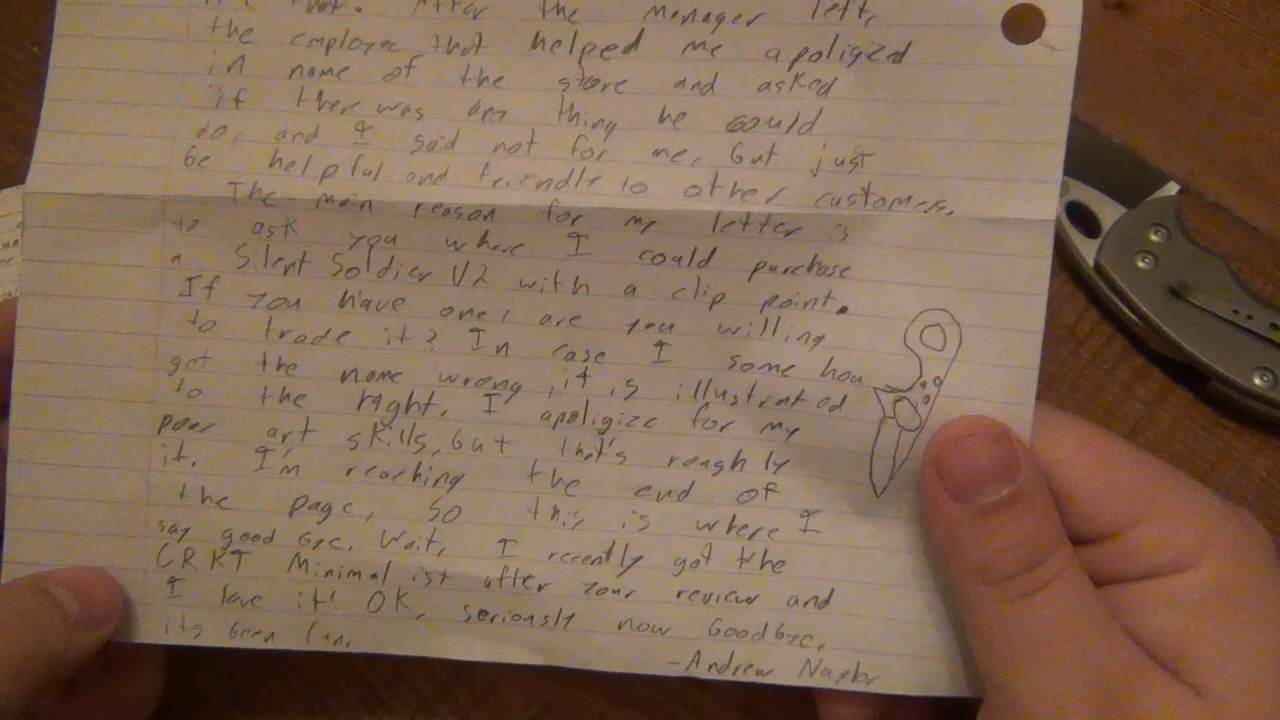 that. After the manager left,
the employee that helped me apoligized
in name of the store and asked
if there was any thing he could
do, and I said not for me, but just
be helpful and friendly to other customers.
The main reason for my letter is
to ask you where I could purchase
a Silent Soldier V2 with a clip point.
If you have one, are you willing
to trade it? In case I some how
got the name wrong, it is illustrated
to the right. I apoligize for my
poor art skills, but that's roughly
it. I'm reaching the end of
the page, so this is where I
say good bye. Wait, I recently got the
CRKT Minimalist after your review and
I love it! OK, seriously now Goodbye,
its been fun.
-Andrew Naylor